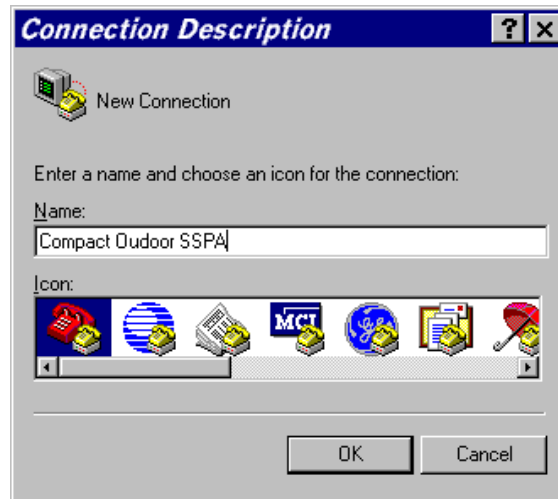 Connection Description
New Connection
Enter a name and choose an icon for the connection:
Name:
Compact Oudoor SSPA
Icon:
MCI
OK Cancel